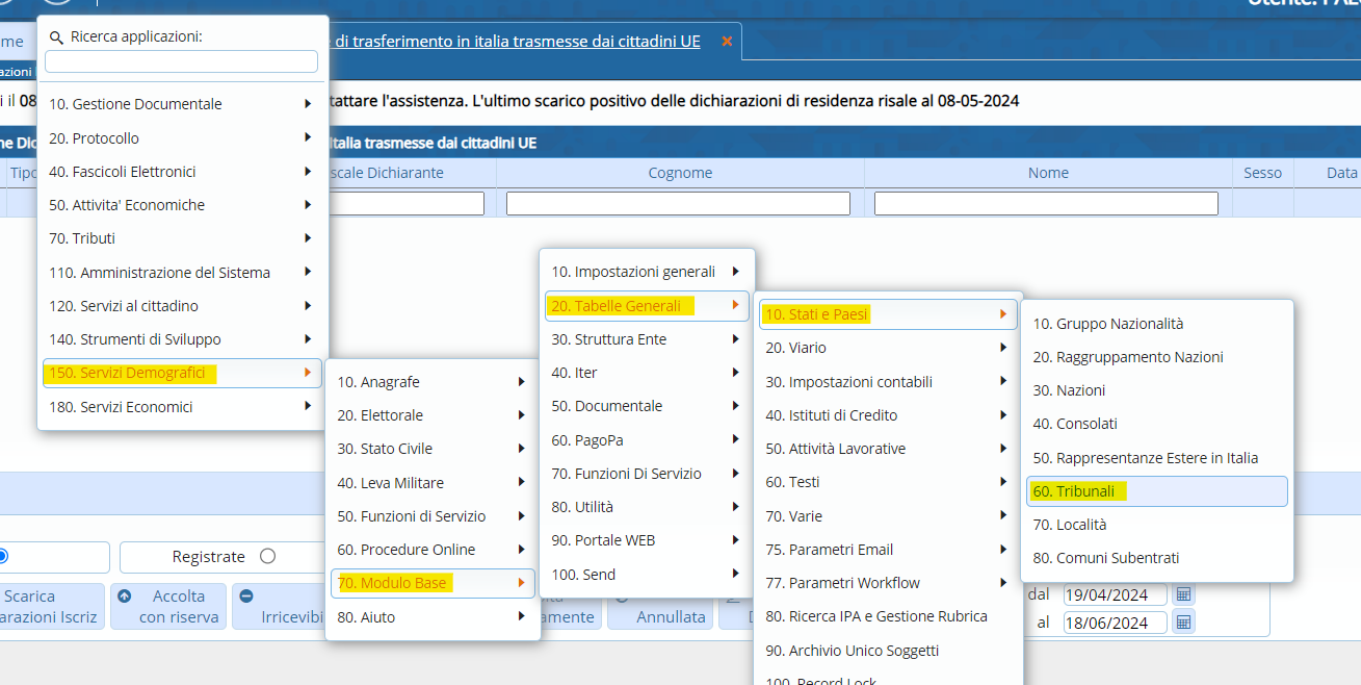 Utente:
me
Ricerca applicazioni:
di trasferimento in italia trasmesse dai cittadini UE ×
azioni
i il 08
tattare l'assistenza. L'ultimo scarico positivo delle dichiarazioni di residenza risale al 08-05-2024
ne Dic
italia trasmesse dai cittadini UE
Tipo
scale Dichiarante
Cognome
Nome
Sesso
Data
10. Gestione Documentale
20. Protocollo
40. Fascicoli Elettronici
50. Attivita' Economiche
70. Tributi
110. Amministrazione del Sistema
120. Servizi al cittadino
140. Strumenti di Sviluppo
150. Servizi Demografici
180. Servizi Economici
10. Anagrafe
20. Elettorale
30. Stato Civile
40. Leva Militare
50. Funzioni di Servizio
60. Procedure Online
70. Modulo Base
80. Aiuto
10. Impostazioni generali
20. Tabelle Generali
30. Struttura Ente
40. Iter
50. Documentale
60. PagoPa
70. Funzioni Di Servizio
80. Utilità
90. Portale WEB
100. Send
10. Stati e Paesi
20. Viario
30. Impostazioni contabili
40. Istituti di Credito
50. Attività Lavorative
60. Testi
70. Varie
75. Parametri Email
77. Parametri Workflow
80. Ricerca IPA e Gestione Rubrica
90. Archivio Unico Soggetti
100. Record Lock
10. Gruppo Nazionalità
20. Raggruppamento Nazioni
30. Nazioni
40. Consolati
50. Rappresentanze Estere in Italia
60. Tribunali
70. Località
80. Comuni Subentrati
Registrate
Scarica
arazioni Iscriz
Accolta
con riserva
Irricevibi
amente
Annullata
dal 19/04/2024
al 18/06/2024